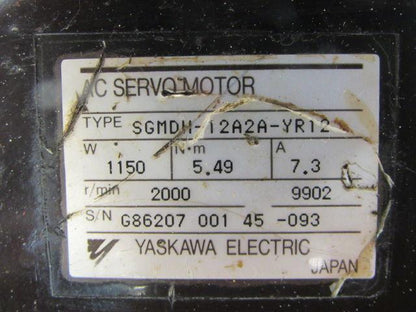 AC SERVO MOTOR
TYPE SGMDH-12A2A-YR12
W N·m A
1150 5.49 7.3
r/min 2000 9902
S/N G86207 001 45 -093
YASKAWA ELECTRIC
JAPAN